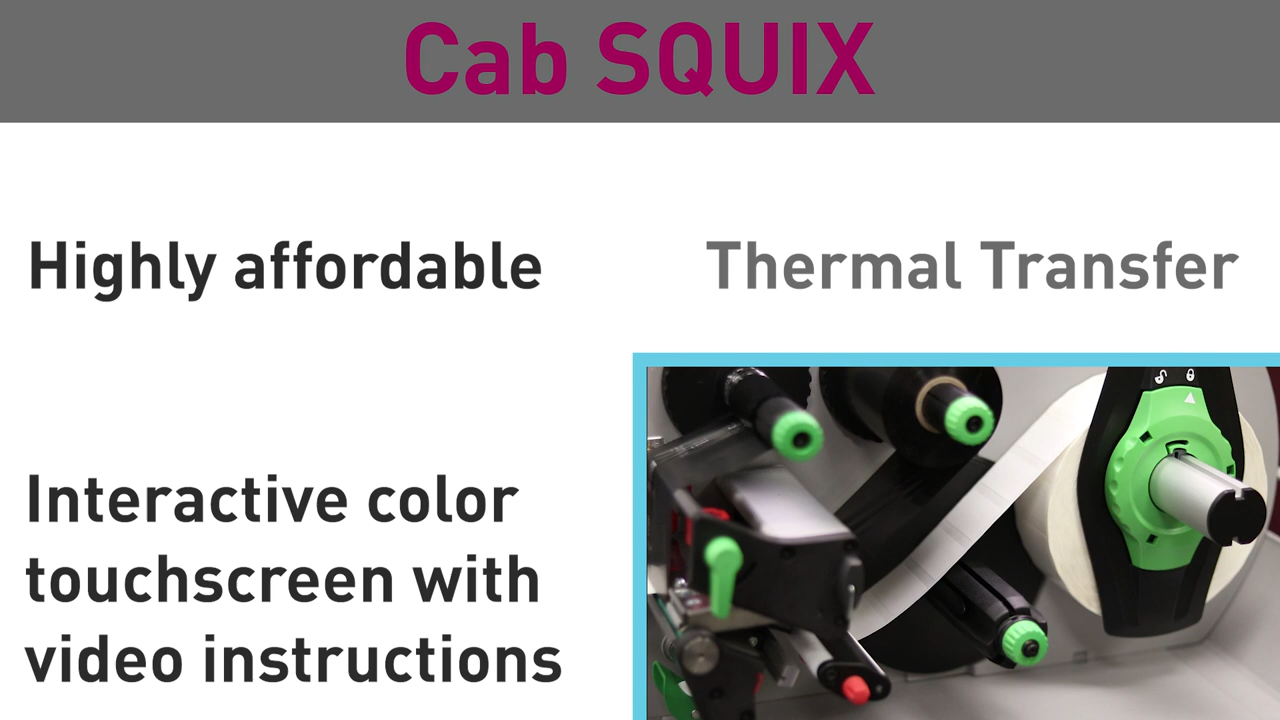 Cab SQUIX
Highly affordable
Thermal Transfer
Interactive color
touchscreen with
video instructions